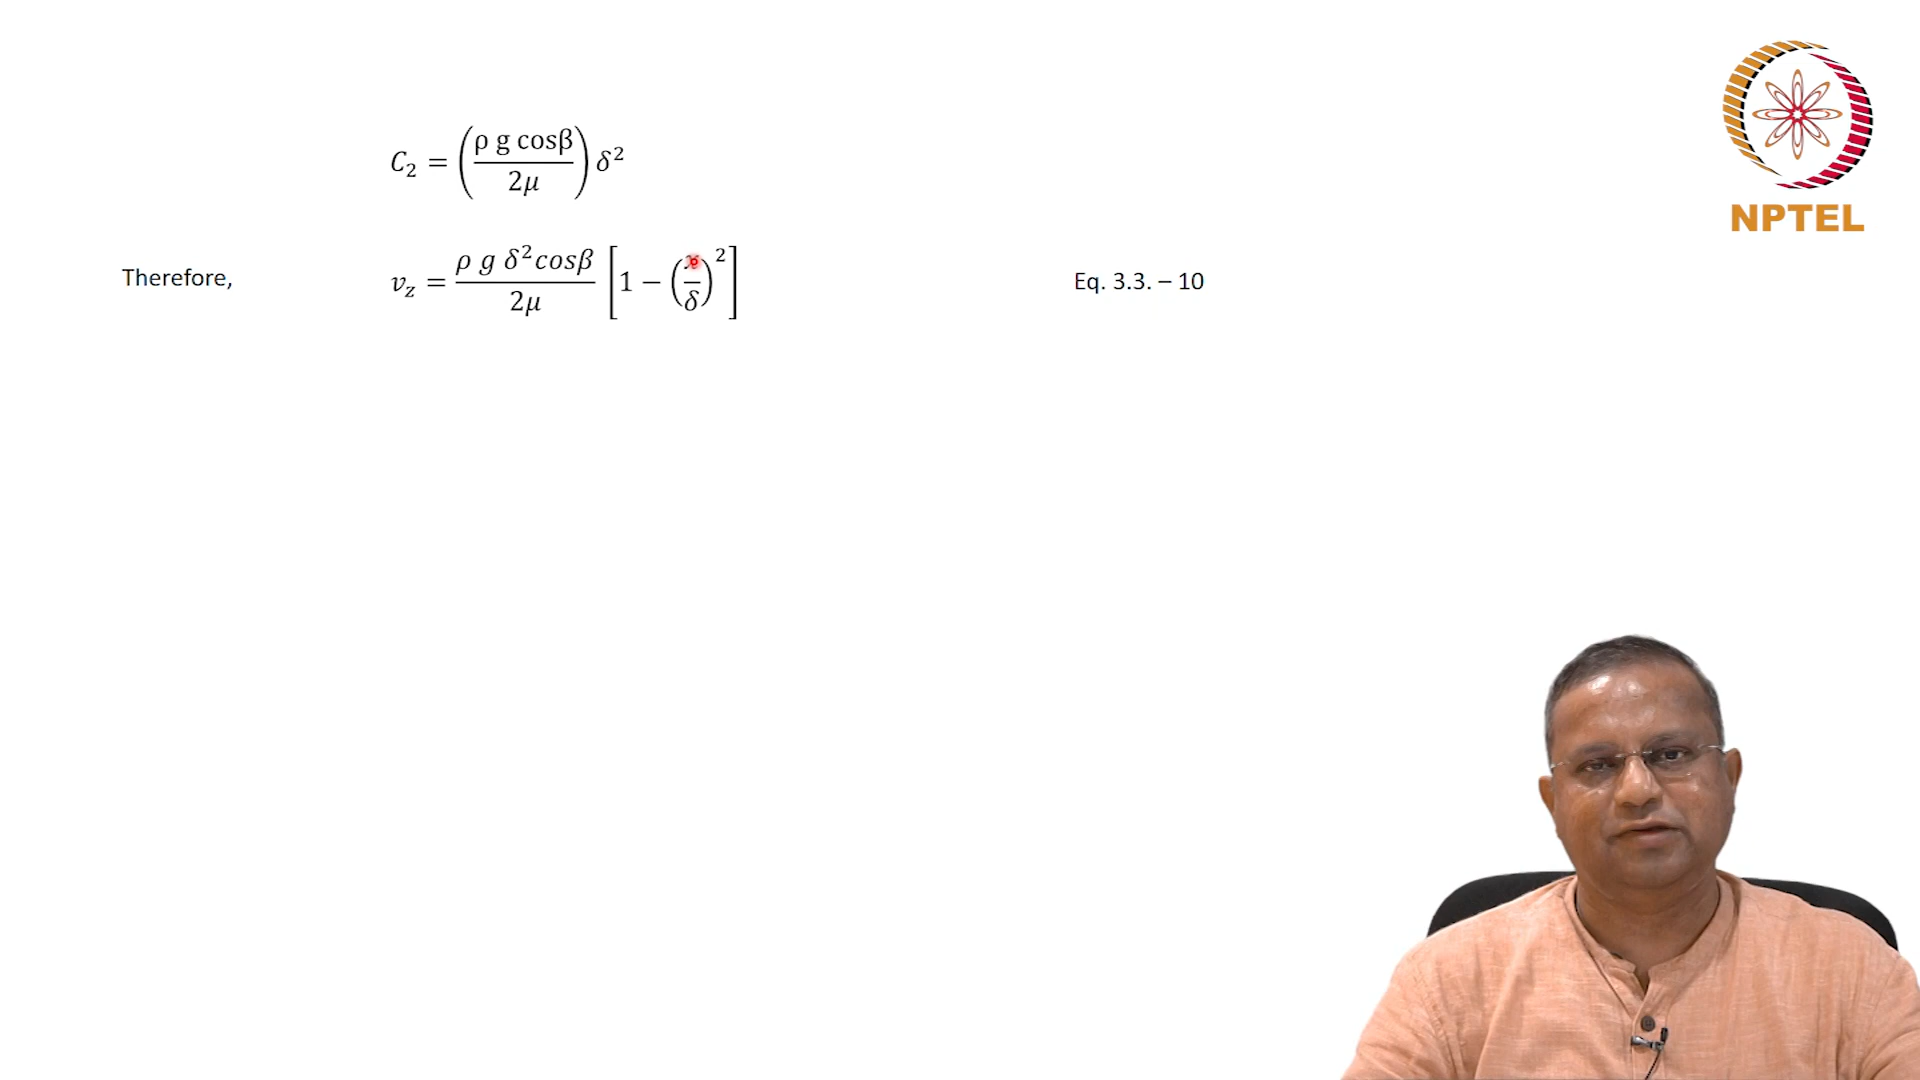 NPTEL
C₂ = (ρ g cosβ / 2μ) δ²
Therefore, v_z = ρ g δ² cosβ / 2μ [1 − (x/δ)²] Eq. 3.3. – 10